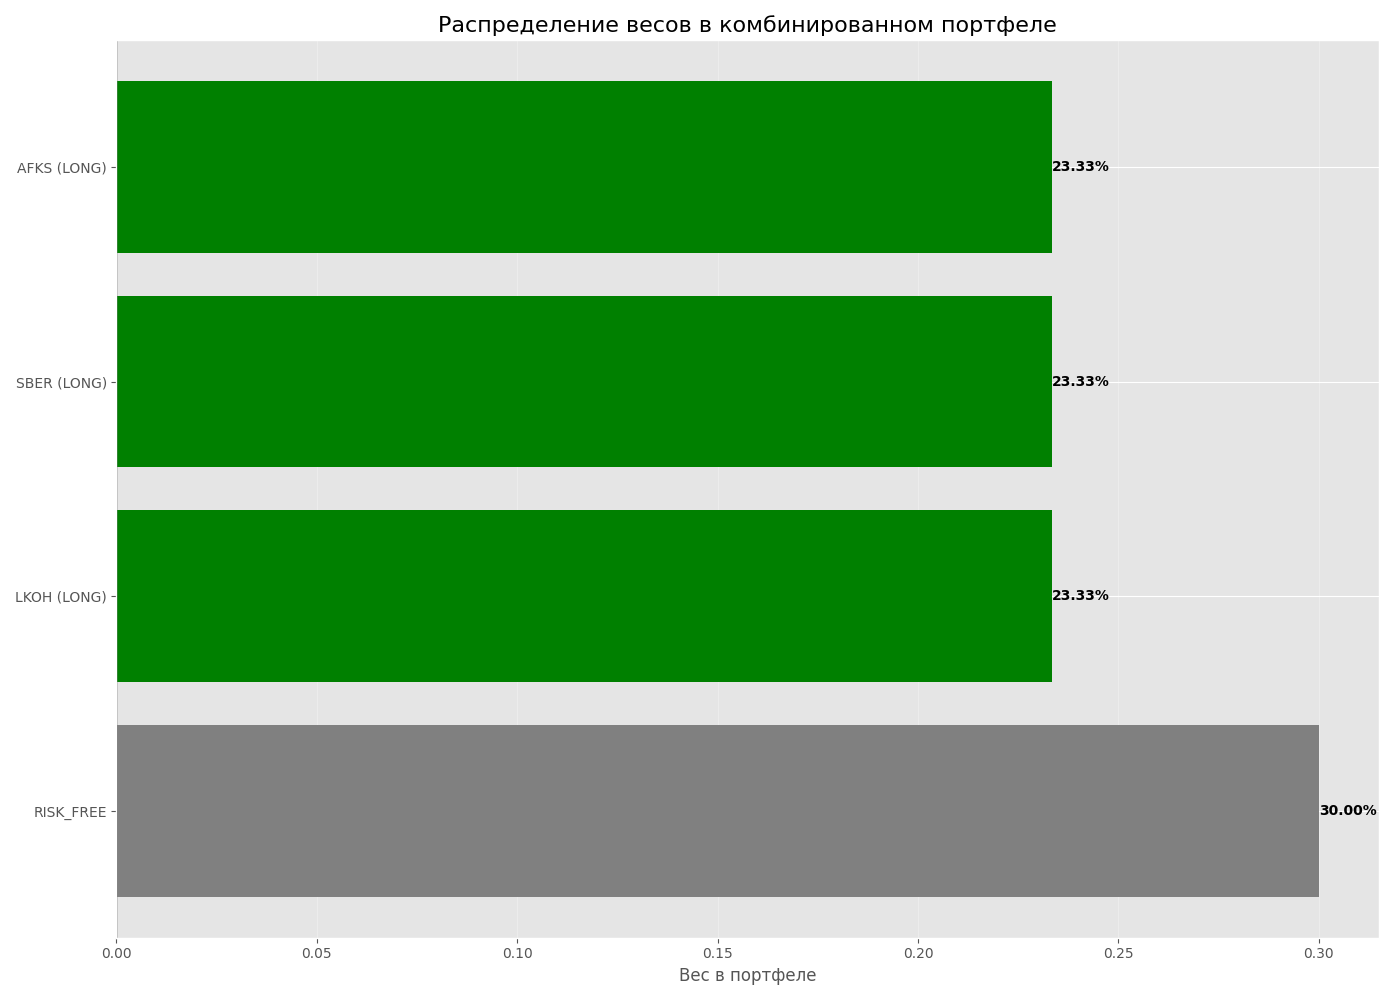 Распределение весов в комбинированном портфеле
AFKS (LONG)
23.33%
SBER (LONG)
23.33%
LKOH (LONG)
23.33%
RISK_FREE
30.00%
0.00 0.05 0.10 0.15 0.20 0.25 0.30
Вес в портфеле